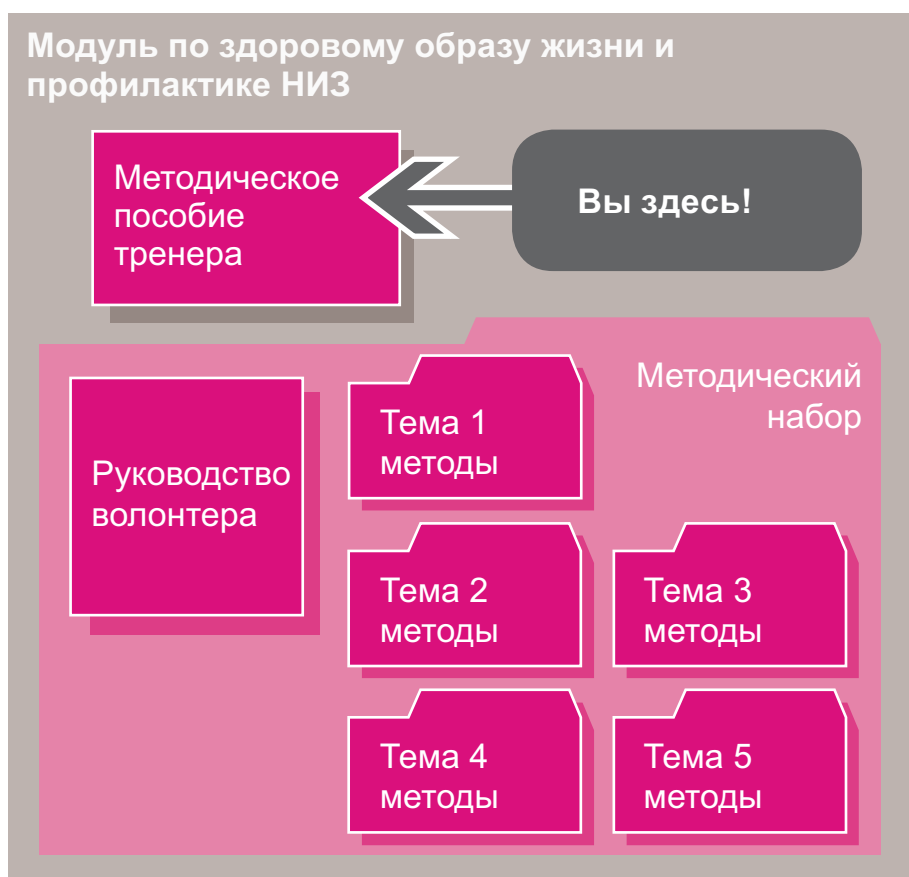 Модуль по здоровому образу жизни и
профилактике НИЗ
Методическое
пособие
тренера
Вы здесь!
Методический
набор
Руководство
волонтера
Тема 1
методы
Тема 2
методы
Тема 3
методы
Тема 4
методы
Тема 5
методы